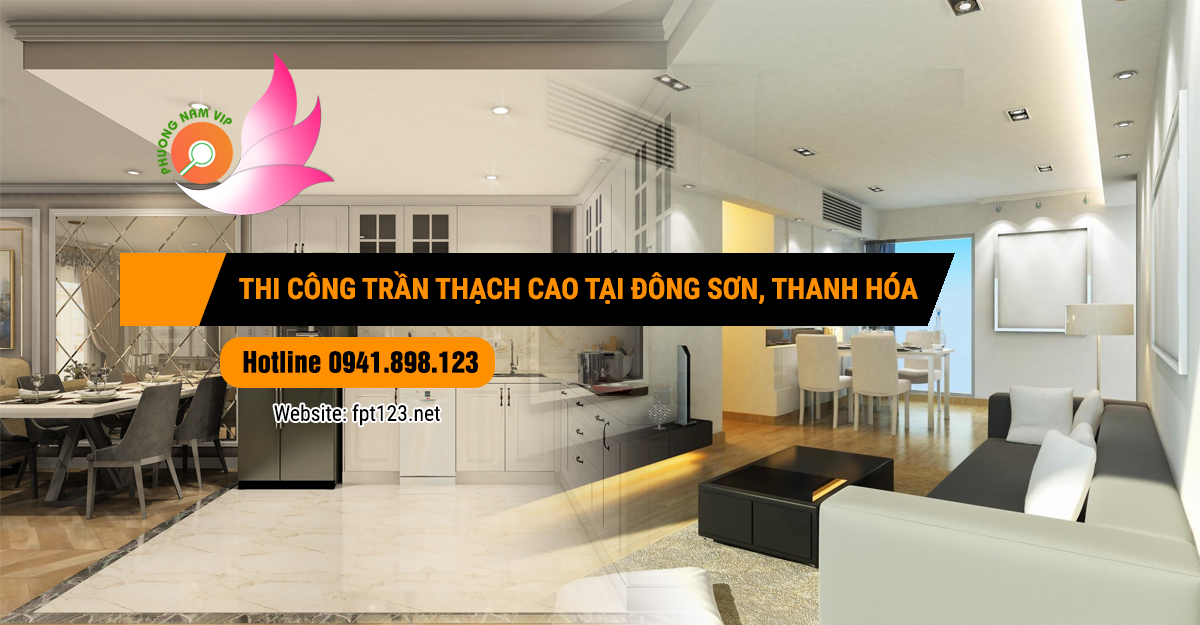 PHUONG NAM VIP
THI CÔNG TRẦN THẠCH CAO TẠI ĐÔNG SƠN, THANH HÓA
Hotline 0941.898.123
Website: fpt123.net